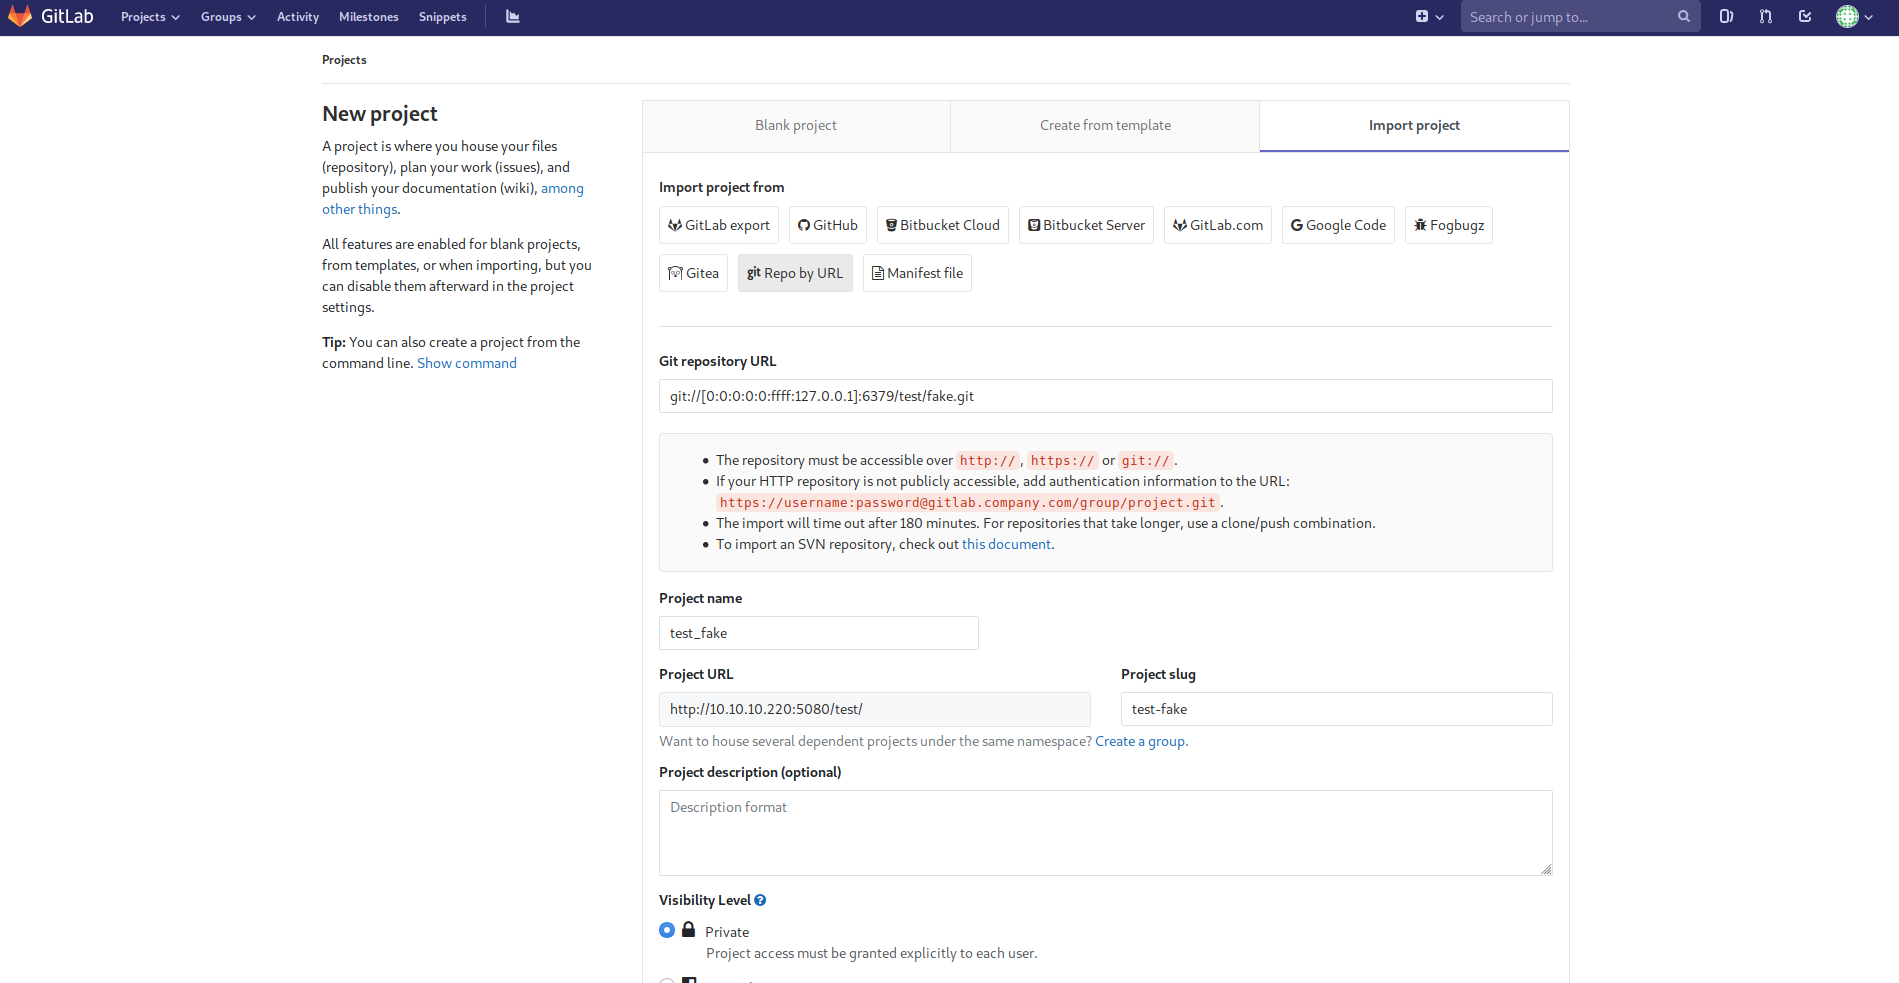 GitLab Projects Groups Activity Milestones Snippets Search or jump to...
Projects
New project
A project is where you house your files
(repository), plan your work (issues), and
publish your documentation (wiki), among
other things.
All features are enabled for blank projects,
from templates, or when importing, but you
can disable them afterward in the project
settings.
Tip: You can also create a project from the
command line. Show command
Blank project Create from template Import project
Import project from
GitLab export GitHub Bitbucket Cloud Bitbucket Server GitLab.com Google Code Fogbugz
Gitea git Repo by URL Manifest file
Git repository URL
git://[0:0:0:0:0:ffff:127.0.0.1]:6379/test/fake.git
• The repository must be accessible over http://, https:// or git://.
• If your HTTP repository is not publicly accessible, add authentication information to the URL:
https://username:password@gitlab.company.com/group/project.git.
• The import will time out after 180 minutes. For repositories that take longer, use a clone/push combination.
• To import an SVN repository, check out this document.
Project name
test_fake
Project URL Project slug
http://10.10.10.220:5080/test/ test-fake
Want to house several dependent projects under the same namespace? Create a group.
Project description (optional)
Description format
Visibility Level ?
Private
Project access must be granted explicitly to each user.